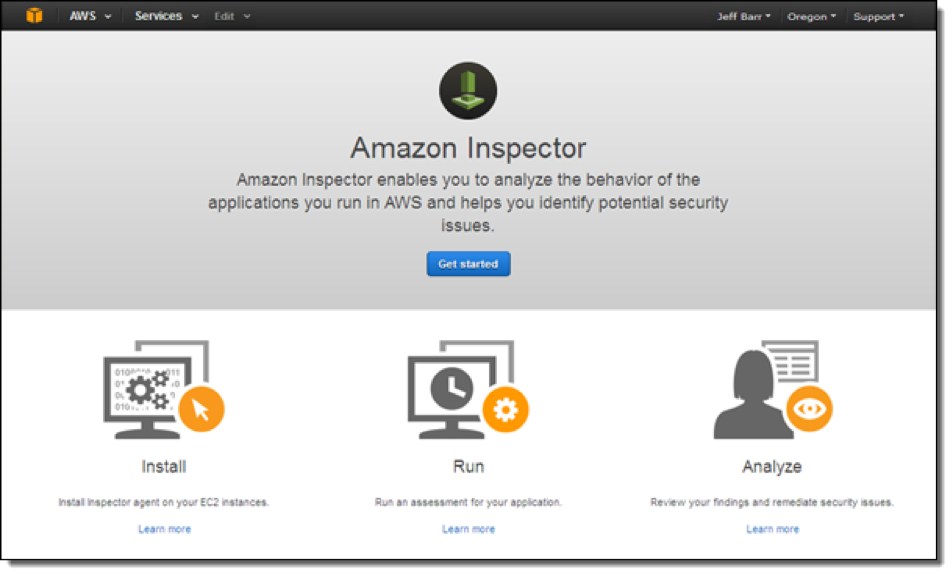 AWS Services Edit Jeff Barr Oregon Support
Amazon Inspector
Amazon Inspector enables you to analyze the behavior of the
applications you run in AWS and helps you identify potential security
issues.
Get started
Install Run Analyze
Install Inspector agent on your EC2 instances. Run an assessment for your application. Review your findings and remediate security issues.
Learn more Learn more Learn more